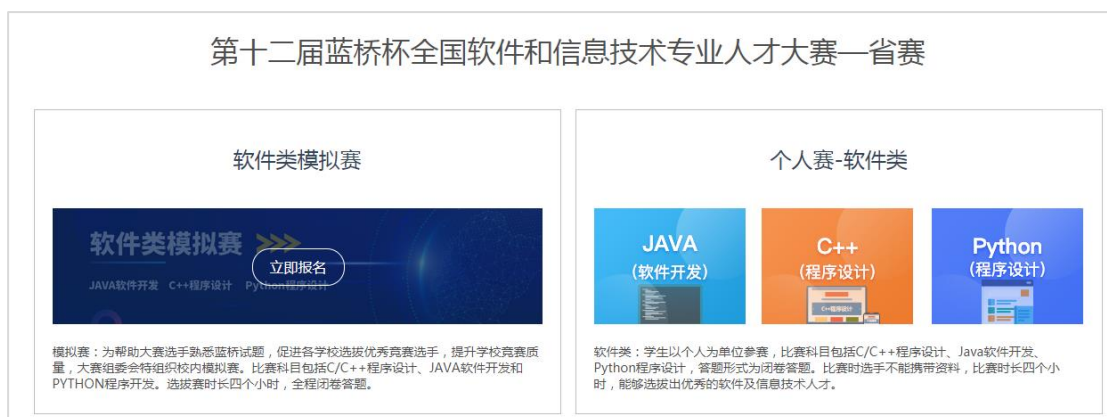 第十二届蓝桥杯全国软件和信息技术专业人才大赛—省赛
软件类模拟赛
软件类模拟赛 >>>
立即报名
JAVA软件开发 C++程序设计 Python程序设计
模拟赛：为帮助大赛选手熟悉蓝桥试题，促进各学校选拔优秀竞赛选手，提升学校竞赛质
量，大赛组委会特组织校内模拟赛。比赛科目包括C/C++程序设计、JAVA软件开发和
PYTHON程序开发。选拔赛时长四个小时，全程闭卷答题。
个人赛-软件类
JAVA
(软件开发)
C++
(程序设计)
C++程序设计
Python
(程序设计)
软件类：学生以个人为单位参赛，比赛科目包括C/C++程序设计、Java软件开发、
Python程序设计，答题形式为闭卷答题。比赛时选手不能携带资料，比赛时长四个小
时，能够选拔出优秀的软件及信息技术人才。